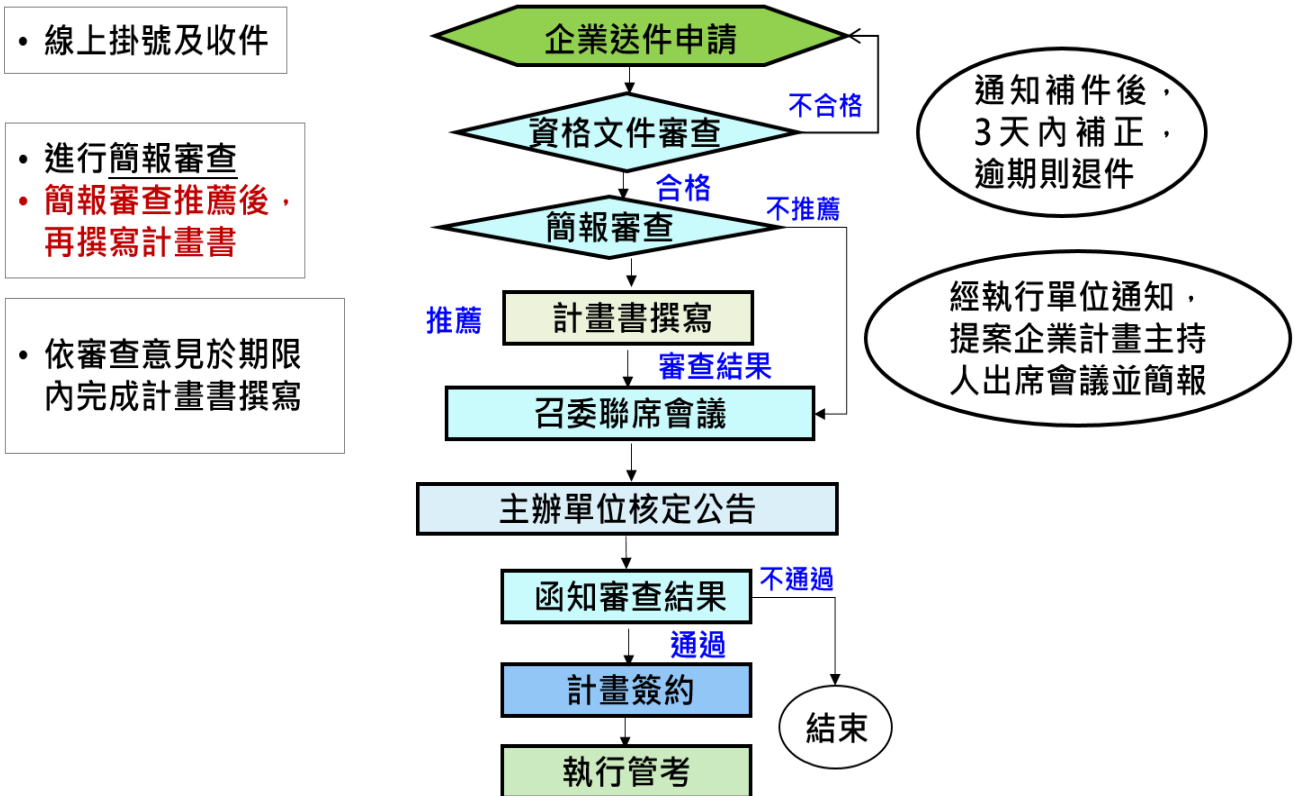 • 線上掛號及收件
企業送件申請
不合格
通知補件後，
3天內補正，
逾期則退件
資格文件審查
• 進行簡報審查
• 簡報審查推薦後，
再撰寫計畫書
合格
不推薦
簡報審查
推薦
計畫書撰寫
經執行單位通知，
提案企業計畫主持
人出席會議並簡報
• 依審查意見於期限
內完成計畫書撰寫
審查結果
召委聯席會議
主辦單位核定公告
函知審查結果
不通過
通過
計畫簽約
結束
執行管考